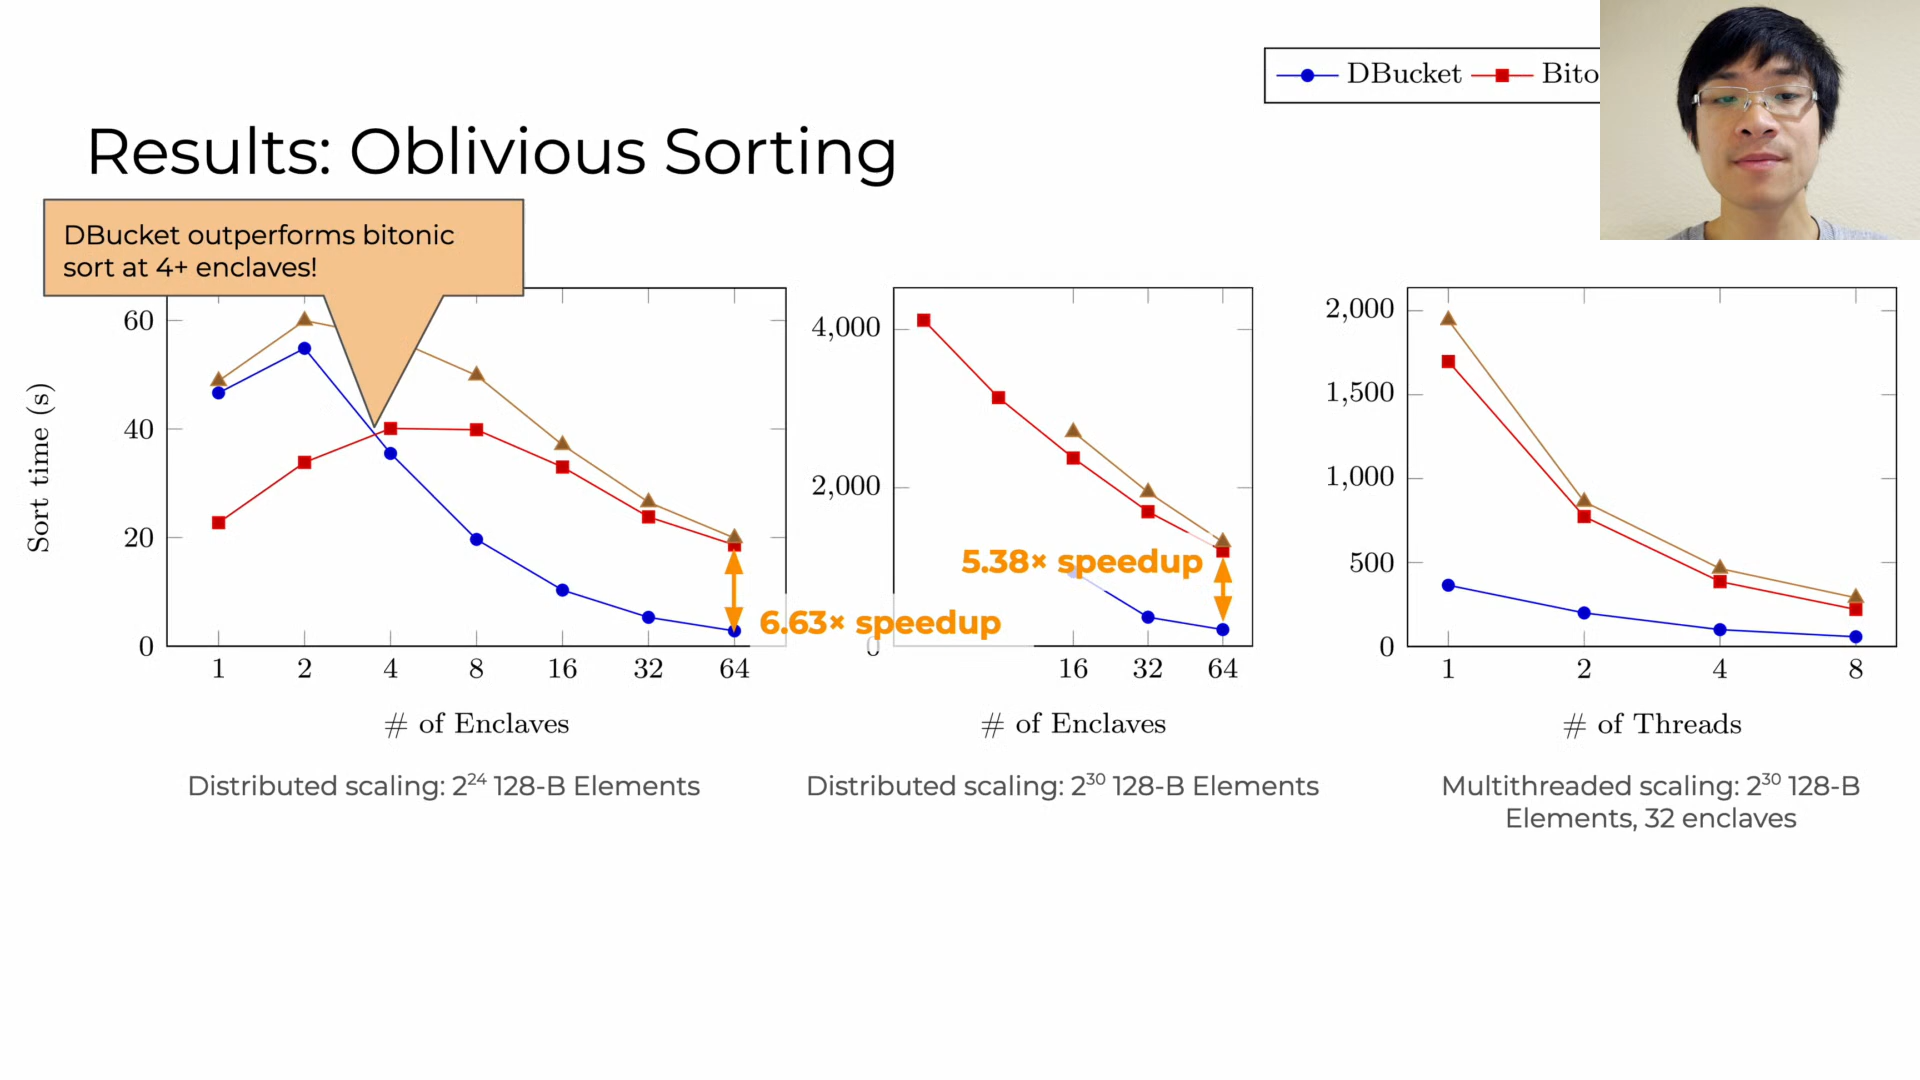 DBucket Bito
Results: Oblivious Sorting
DBucket outperforms bitonic
sort at 4+ enclaves!
Sort time (s)
60
40
20
0
1 2 4 8 16 32 64
# of Enclaves
6.63× speedup
Distributed scaling: 2²⁴ 128-B Elements
4,000
2,000
0
5.38× speedup
16 32 64
# of Enclaves
Distributed scaling: 2³⁰ 128-B Elements
2,000
1,500
1,000
500
0
1 2 4 8
# of Threads
Multithreaded scaling: 2³⁰ 128-B
Elements, 32 enclaves